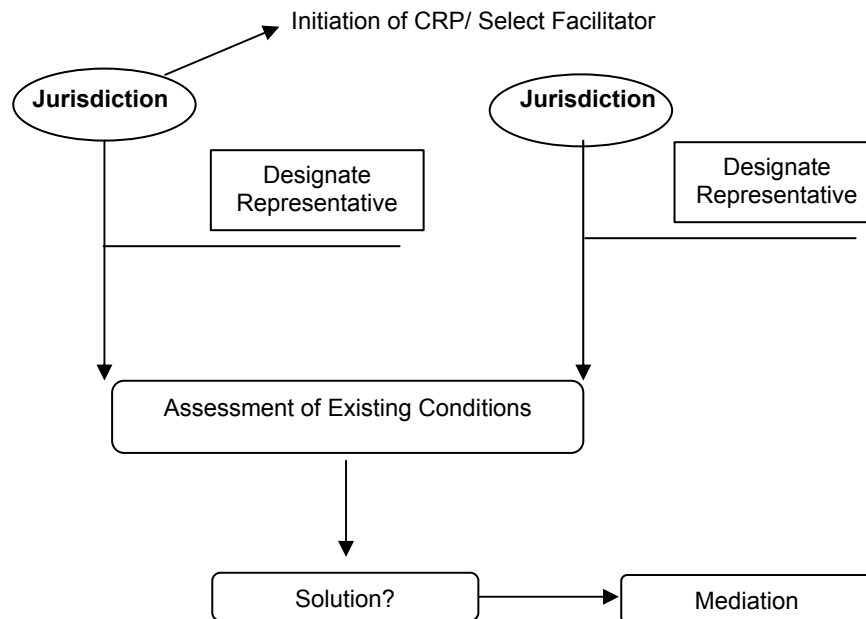 Initiation of CRP/ Select Facilitator
Jurisdiction
Jurisdiction
Designate
Representative
Designate
Representative
Assessment of Existing Conditions
Solution?
Mediation